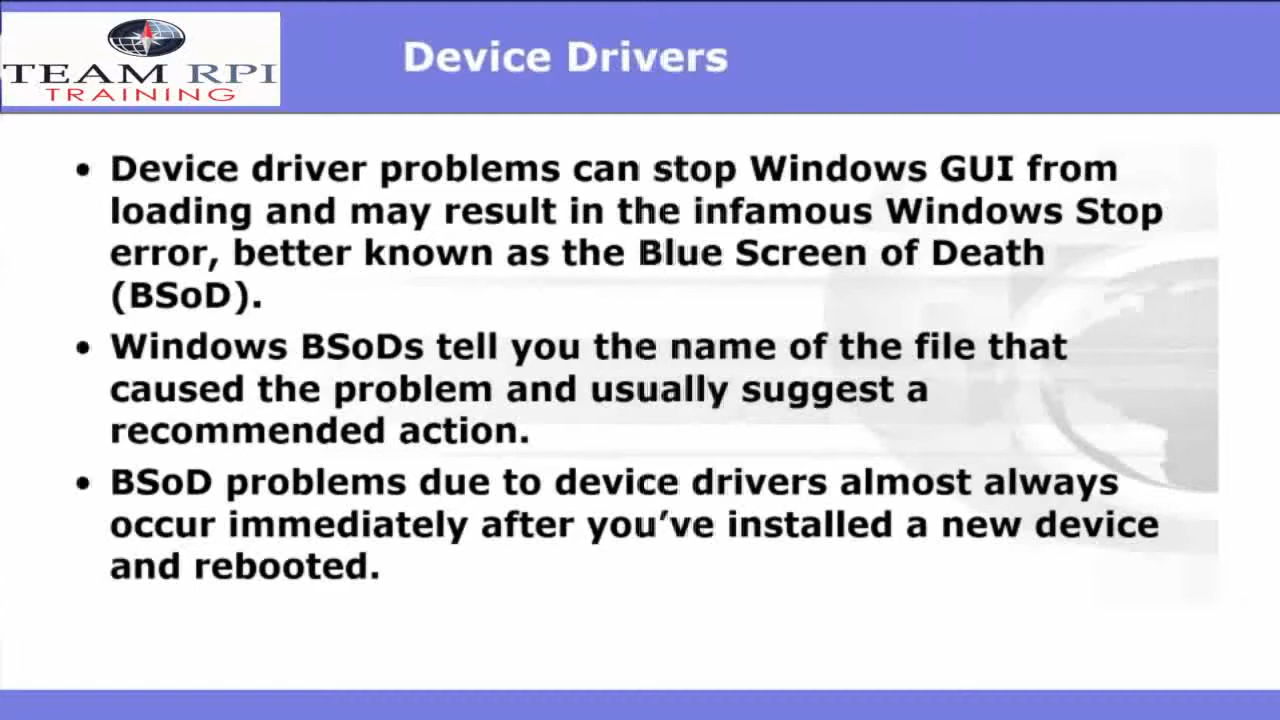 TEAM RPI
TRAINING
Device Drivers
• Device driver problems can stop Windows GUI from
loading and may result in the infamous Windows Stop
error, better known as the Blue Screen of Death
(BSoD).
• Windows BSoDs tell you the name of the file that
caused the problem and usually suggest a
recommended action.
• BSoD problems due to device drivers almost always
occur immediately after you’ve installed a new device
and rebooted.